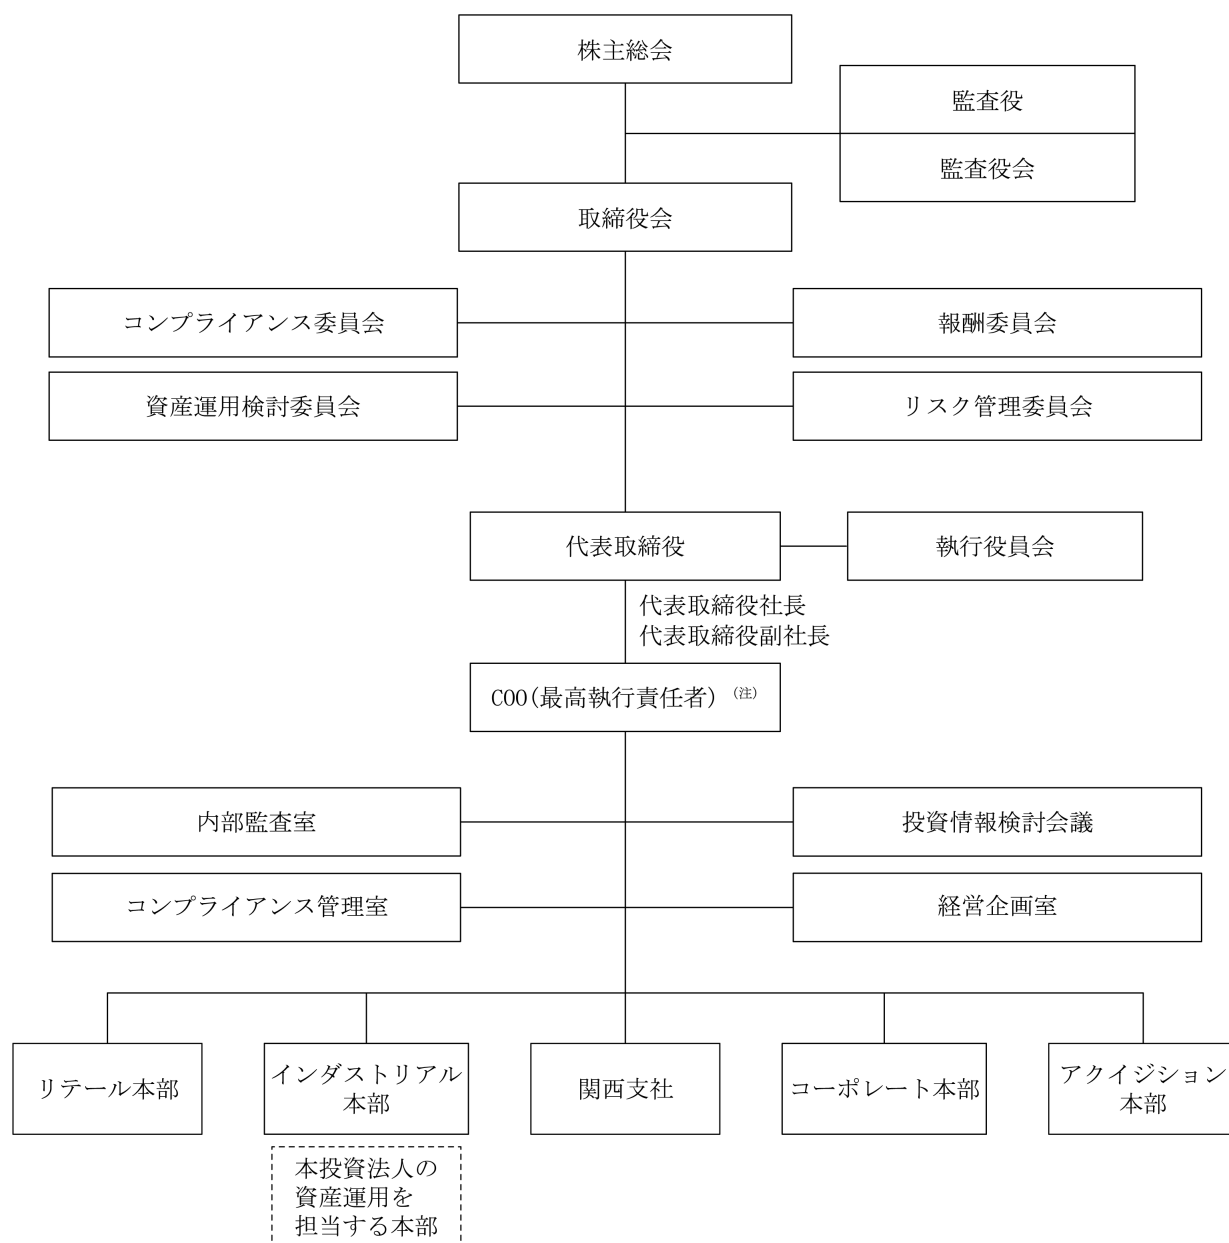 株主総会
監査役
監査役会
取締役会
コンプライアンス委員会
報酬委員会
資産運用検討委員会
リスク管理委員会
代表取締役
執行役員会
代表取締役社長
代表取締役副社長
COO(最高執行責任者) (注)
内部監査室
投資情報検討会議
コンプライアンス管理室
経営企画室
リテール本部
インダストリアル
本部
関西支社
コーポレート本部
アクイジション
本部
本投資法人の
資産運用を
担当する本部